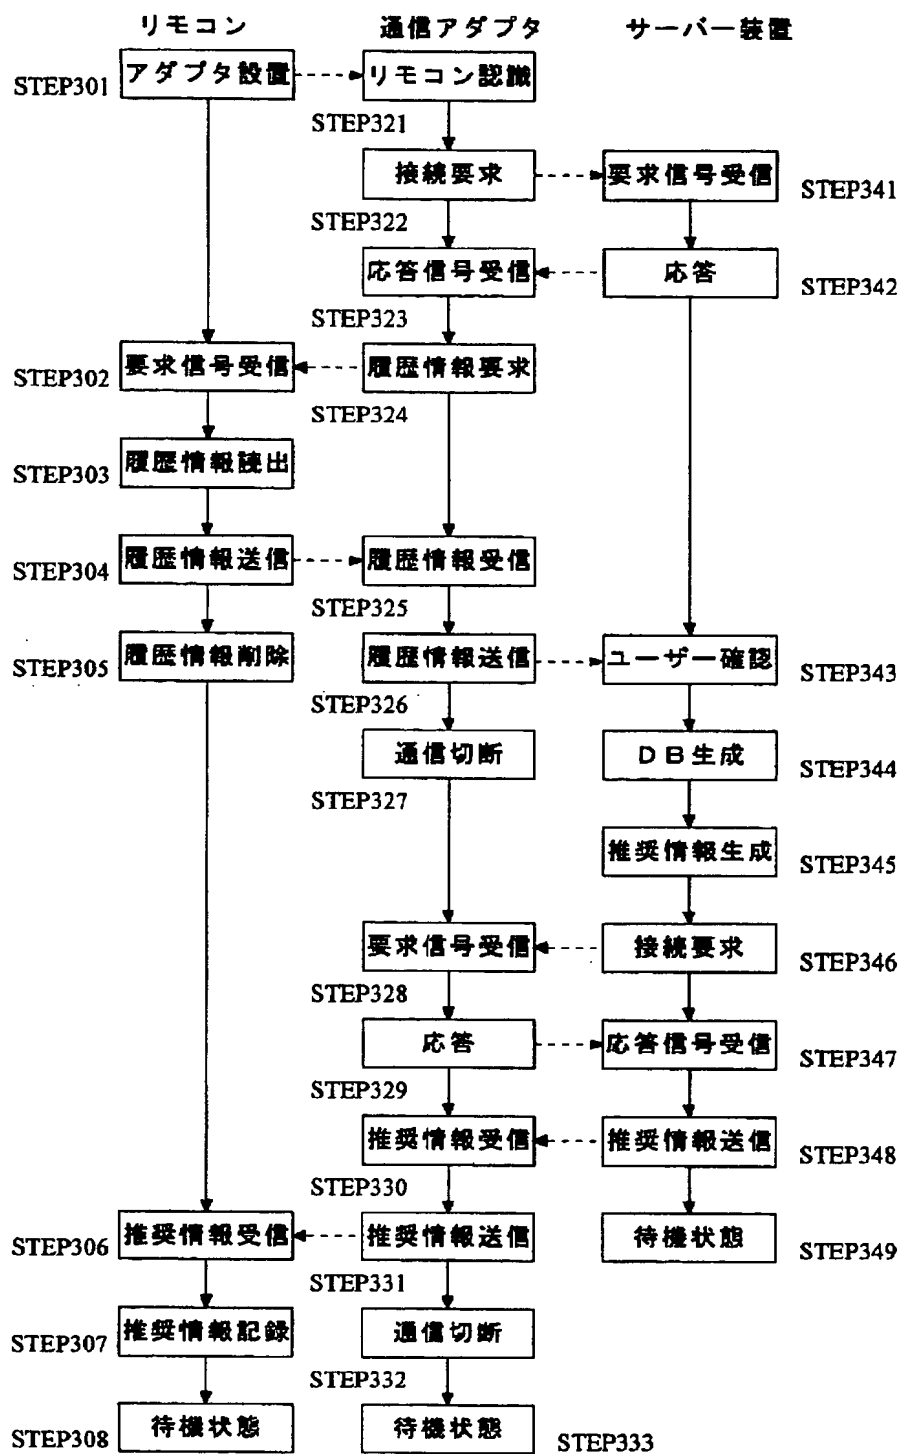 リモコン 通信アダプタ サーバー装置
アダプタ設置 リモコン認識
STEP301
STEP321
接続要求 要求信号受信
STEP341
STEP322
応答信号受信 応答
STEP342
STEP323
要求信号受信 履歴情報要求
STEP302
STEP324
履歴情報読出
STEP303
履歴情報送信 履歴情報受信
STEP304
STEP325
履歴情報削除 履歴情報送信 ユーザー確認
STEP305 STEP343
STEP326
通信切断 DB生成
STEP344
STEP327
推奨情報生成
STEP345
要求信号受信 接続要求
STEP346
STEP328
応答 応答信号受信
STEP347
STEP329
推奨情報受信 推奨情報送信
STEP348
STEP330
推奨情報受信 推奨情報送信 待機状態
STEP306 STEP349
STEP331
推奨情報記録 通信切断
STEP307
STEP332
待機状態 待機状態
STEP308 STEP333